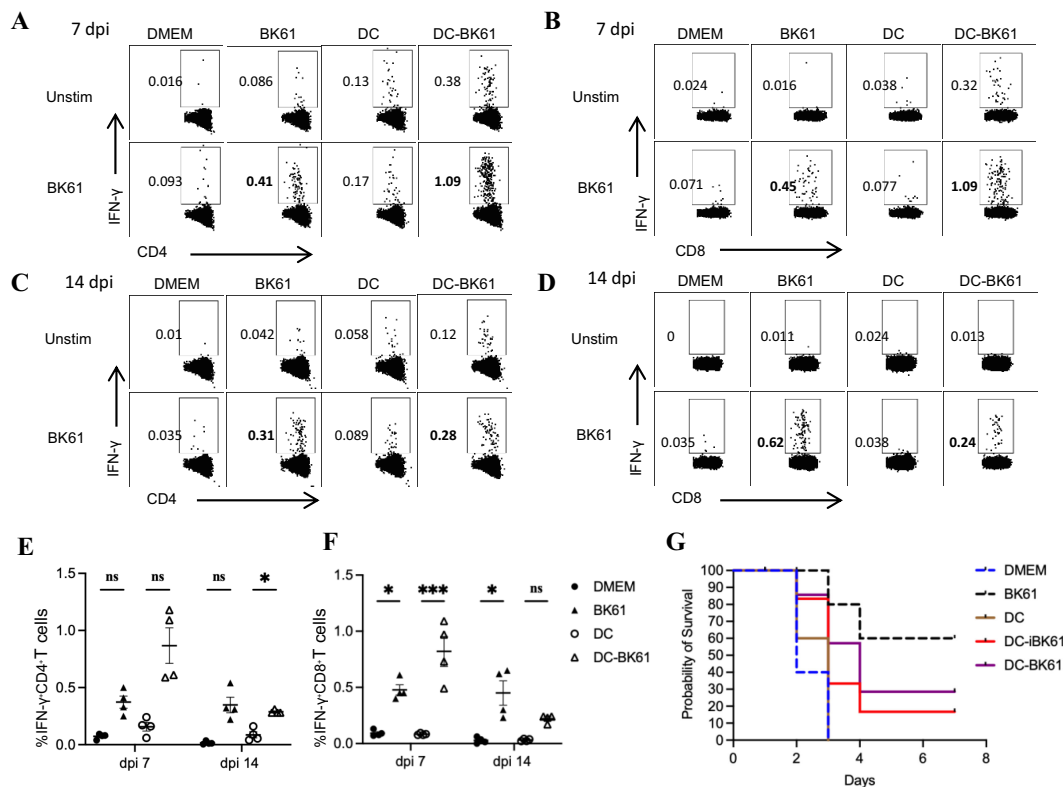 A
7 dpi
DMEM BK61 DC DC-BK61
Unstim 0.016 0.086 0.13 0.38
BK61 0.093 0.41 0.17 1.09
IFN-γ
CD4
B
7 dpi
DMEM BK61 DC DC-BK61
Unstim 0.024 0.016 0.038 0.32
BK61 0.071 0.45 0.077 1.09
IFN-γ
CD8
C
14 dpi
DMEM BK61 DC DC-BK61
Unstim 0.01 0.042 0.058 0.12
BK61 0.035 0.31 0.089 0.28
IFN-γ
CD4
D
14 dpi
DMEM BK61 DC DC-BK61
Unstim 0 0.011 0.024 0.013
BK61 0.035 0.62 0.038 0.24
IFN-γ
CD8
E
%IFN-γ+CD4+T cells
1.5
1.0
0.5
0.0
ns ns ns *
dpi 7 dpi 14
F
%IFN-γ+CD8+T cells
1.5
1.0
0.5
0.0
* *** * ns
dpi 7 dpi 14
DMEM
BK61
DC
DC-BK61
G
Probability of Survival
100
90
80
70
60
50
40
30
20
10
0
0 2 4 6 8
Days
DMEM
BK61
DC
DC-iBK61
DC-BK61